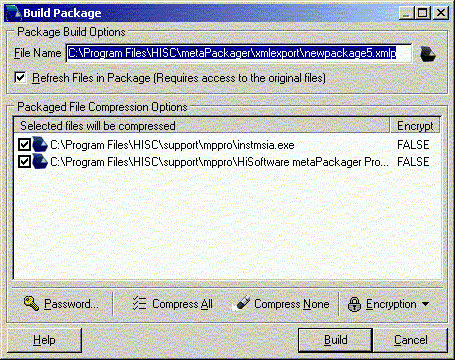 Build Package
Package Build Options
File Name C:\Program Files\HISC\metaPackager\xmlexport\newpackage5.xmlp
Refresh Files in Package (Requires access to the original files)
Packaged File Compression Options
Selected files will be compressed Encrypt
C:\Program Files\HISC\support\mppro\instmsia.exe FALSE
C:\Program Files\HISC\support\mppro\HiSoftware metaPackager Pro... FALSE
Password... Compress All Compress None Encryption
Help Build Cancel